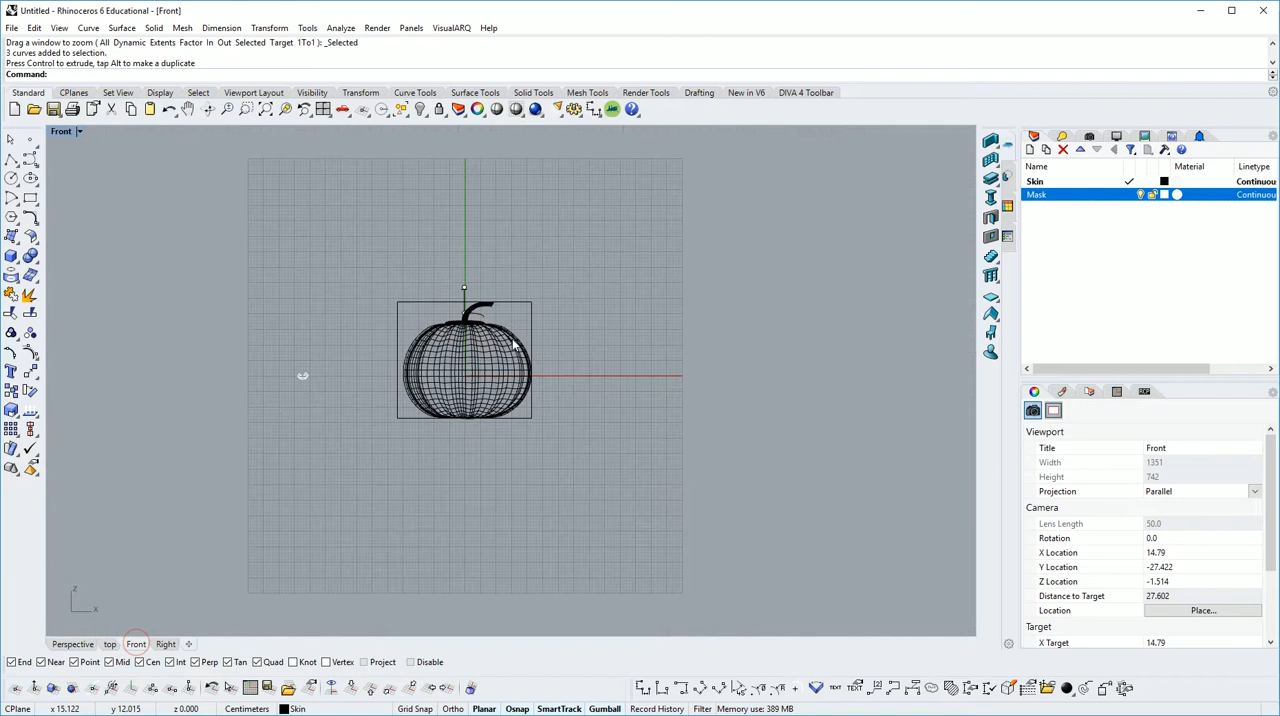 Untitled - Rhinoceros 6 Educational - [Front]
File Edit View Curve Surface Solid Mesh Dimension Transform Tools Analyze Render Panels VisualARQ Help
Drag a window to zoom ( All Dynamic Extents Factor In Out Selected Target 1To1 ): _Selected
3 curves added to selection.
Press Control to extrude, tap Alt to make a duplicate
Command:
Standard CPlanes Set View Display Select Viewport Layout Visibility Transform Curve Tools Surface Tools Solid Tools Mesh Tools Render Tools Drafting New in V6 DIVA 4 Toolbar
Front
Name Material Linetype
Skin Continuou
Mask Continuou
Viewport
Title Front
Width 1351
Height 742
Projection Parallel
Camera
Lens Length 50.0
Rotation 0.0
X Location 14.79
Y Location -27.422
Z Location -1.514
Distance to Target 27.602
Location Place...
Target
X Target 14.79
z
x
Perspective top Front Right
End Near Point Mid Cen Int Perp Tan Quad Knot Vertex Project Disable
TEXT TEXT
CPlane x 15.122 y 12.015 z 0.000 Centimeters Skin Grid Snap Ortho Planar Osnap SmartTrack Gumball Record History Filter Memory use: 389 MB